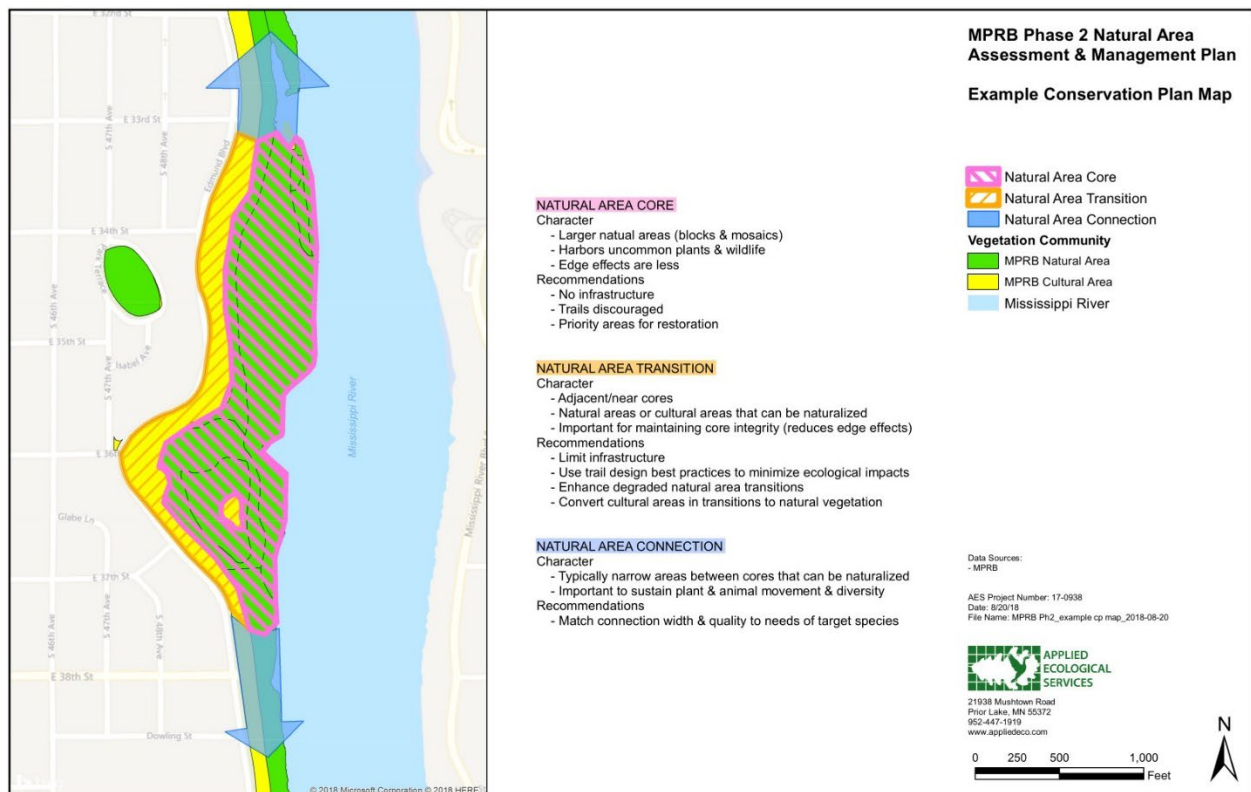 MPRB Phase 2 Natural Area
Assessment & Management Plan
Example Conservation Plan Map
Natural Area Core
Natural Area Transition
Natural Area Connection
Vegetation Community
MPRB Natural Area
MPRB Cultural Area
Mississippi River
NATURAL AREA CORE
Character
- Larger natual areas (blocks & mosaics)
- Harbors uncommon plants & wildlife
- Edge effects are less
Recommendations
- No infrastructure
- Trails discouraged
- Priority areas for restoration
NATURAL AREA TRANSITION
Character
- Adjacent/near cores
- Natural areas or cultural areas that can be naturalized
- Important for maintaining core integrity (reduces edge effects)
Recommendations
- Limit infrastructure
- Use trail design best practices to minimize ecological impacts
- Enhance degraded natural area transitions
- Convert cultural areas in transitions to natural vegetation
NATURAL AREA CONNECTION
Character
- Typically narrow areas between cores that can be naturalized
- Important to sustain plant & animal movement & diversity
Recommendations
- Match connection width & quality to needs of target species
Data Sources:
- MPRB
AES Project Number: 17-0938
Date: 8/20/18
File Name: MPRB Ph2_example cp map_2018-08-20
APPLIED
ECOLOGICAL
SERVICES
21938 Mushtown Road
Prior Lake, MN 55372
952-447-1919
www.appliedeco.com
N
0 250 500 1,000
Feet
E 32nd St
S 47th Ave
S 48th Ave
E 33rd St
Edmund Blvd
E 34th St
Park Terrace
S 46th Ave
E 35th St
Isabel Ave
S 47th Ave
Mississippi River
Mississippi River Blvd S
E 36th
Glabe Ln
E 37th St
S 46th Ave
S 47th Ave
S 48th Ave
E 38th St
Dowling St
© 2018 Microsoft Corporation © 2018 HERE